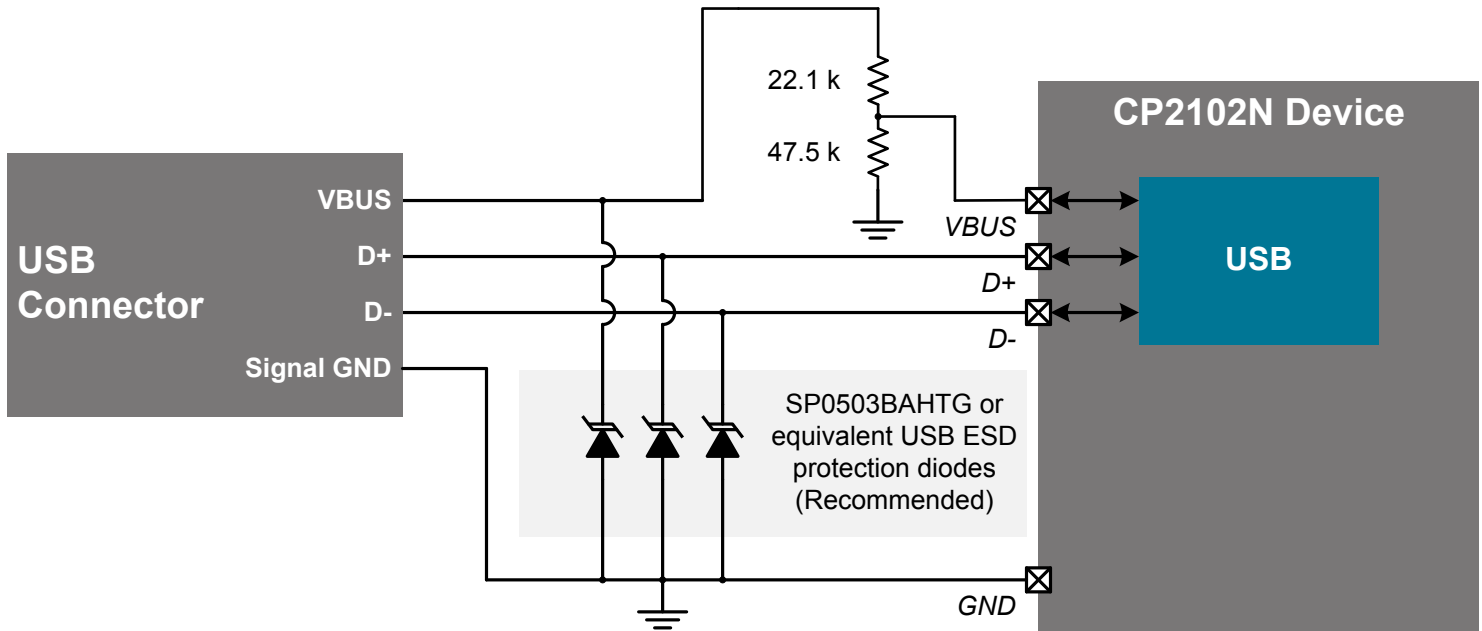 22.1 k
47.5 k
CP2102N Device
USB
Connector
VBUS
D+
D-
Signal GND
VBUS
D+
D-
USB
SP0503BAHTG or
equivalent USB ESD
protection diodes
(Recommended)
GND